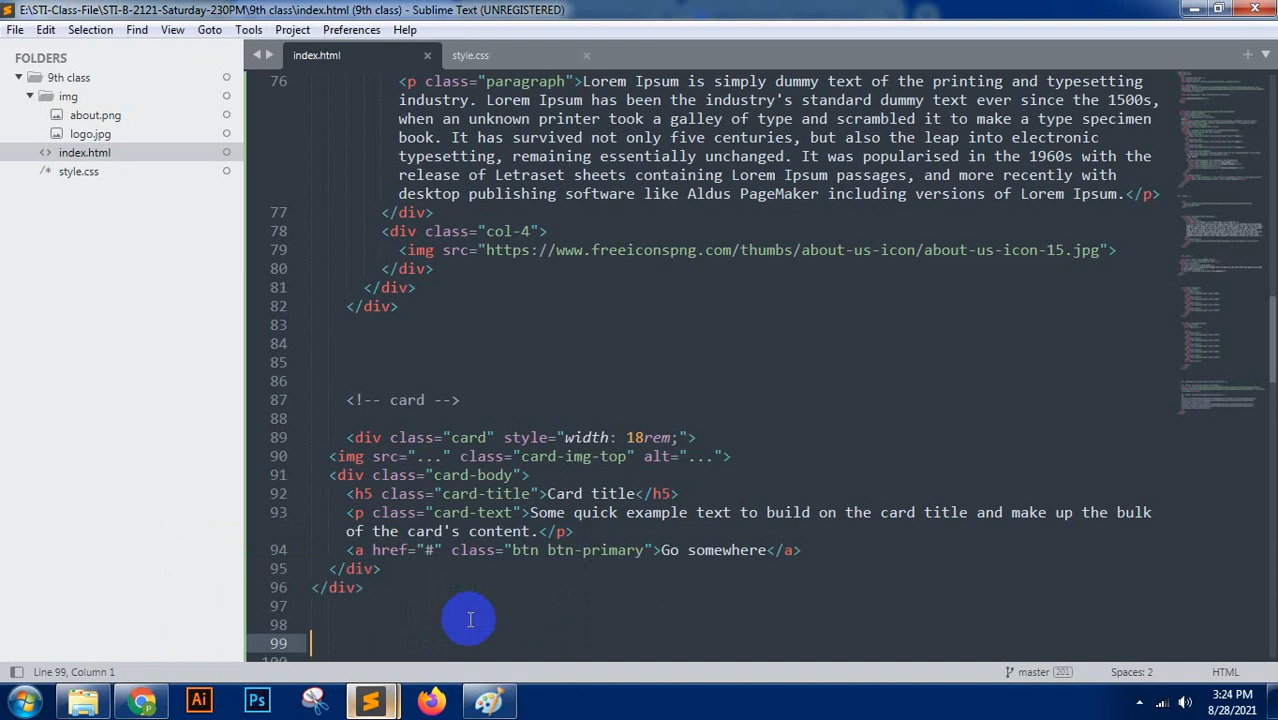 E:\STI-Class-File\STI-B-2121-Saturday-230PM\9th class\index.html (9th class) - Sublime Text (UNREGISTERED)
File Edit Selection Find View Goto Tools Project Preferences Help
FOLDERS
9th class
img
about.png
logo.jpg
index.html
style.css
index.html
style.css
76 <p class="paragraph">Lorem Ipsum is simply dummy text of the printing and typesetting
industry. Lorem Ipsum has been the industry's standard dummy text ever since the 1500s,
when an unknown printer took a galley of type and scrambled it to make a type specimen
book. It has survived not only five centuries, but also the leap into electronic
typesetting, remaining essentially unchanged. It was popularised in the 1960s with the
release of Letraset sheets containing Lorem Ipsum passages, and more recently with
desktop publishing software like Aldus PageMaker including versions of Lorem Ipsum.</p>
77 </div>
78 <div class="col-4">
79 <img src="https://www.freeiconspng.com/thumbs/about-us-icon/about-us-icon-15.jpg">
80 </div>
81 </div>
82 </div>
83
84
85
86
87 <!-- card -->
88
89 <div class="card" style="width: 18rem;">
90 <img src="..." class="card-img-top" alt="...">
91 <div class="card-body">
92 <h5 class="card-title">Card title</h5>
93 <p class="card-text">Some quick example text to build on the card title and make up the bulk
of the card's content.</p>
94 <a href="#" class="btn btn-primary">Go somewhere</a>
95 </div>
96 </div>
97
98
99
100
Line 99, Column 1
master 201
Spaces: 2
HTML
Ai
Ps
3:24 PM
8/28/2021